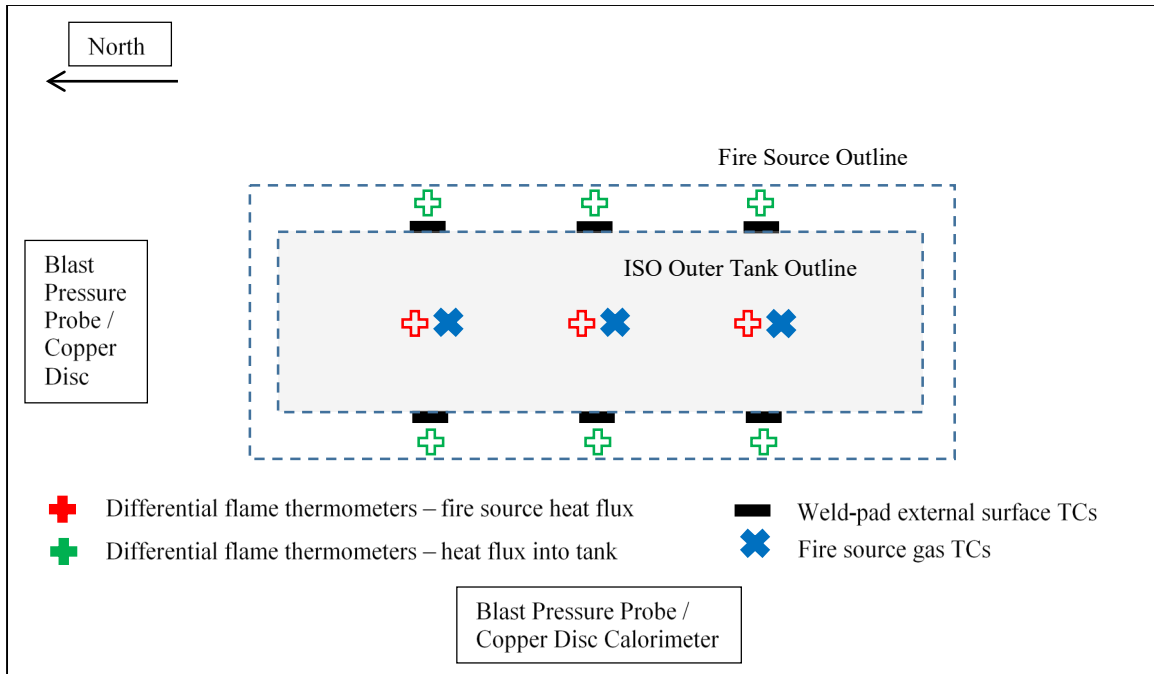 North
Fire Source Outline
Blast
Pressure
Probe /
Copper
Disc
ISO Outer Tank Outline
Differential flame thermometers – fire source heat flux
Differential flame thermometers – heat flux into tank
Weld-pad external surface TCs
Fire source gas TCs
Blast Pressure Probe /
Copper Disc Calorimeter